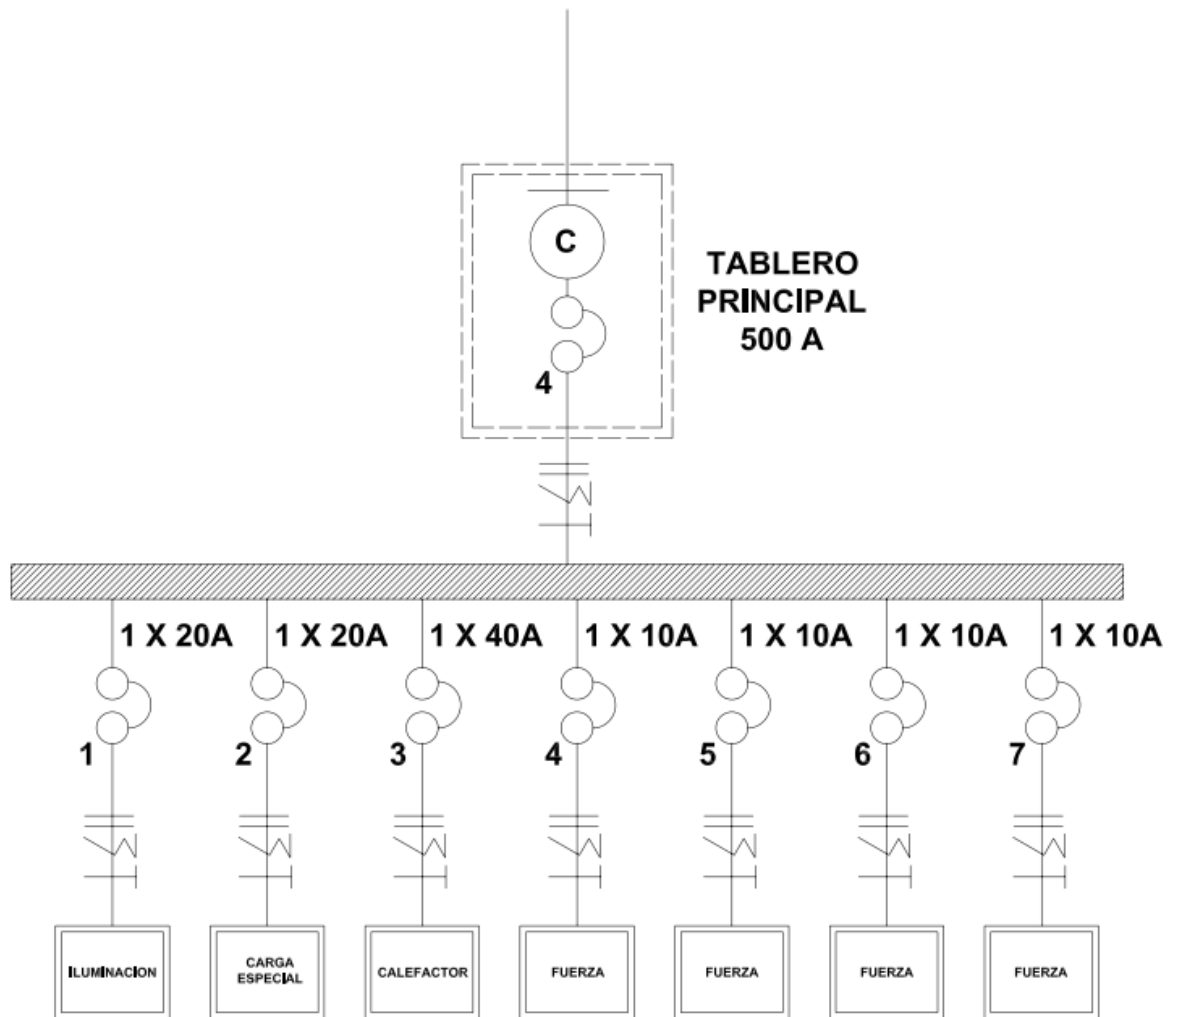 C
TABLERO
PRINCIPAL
500 A
4
1 X 20A
1 X 20A
1 X 40A
1 X 10A
1 X 10A
1 X 10A
1 X 10A
1
2
3
4
5
6
7
ILUMINACION
CARGA
ESPECIAL
CALEFACTOR
FUERZA
FUERZA
FUERZA
FUERZA